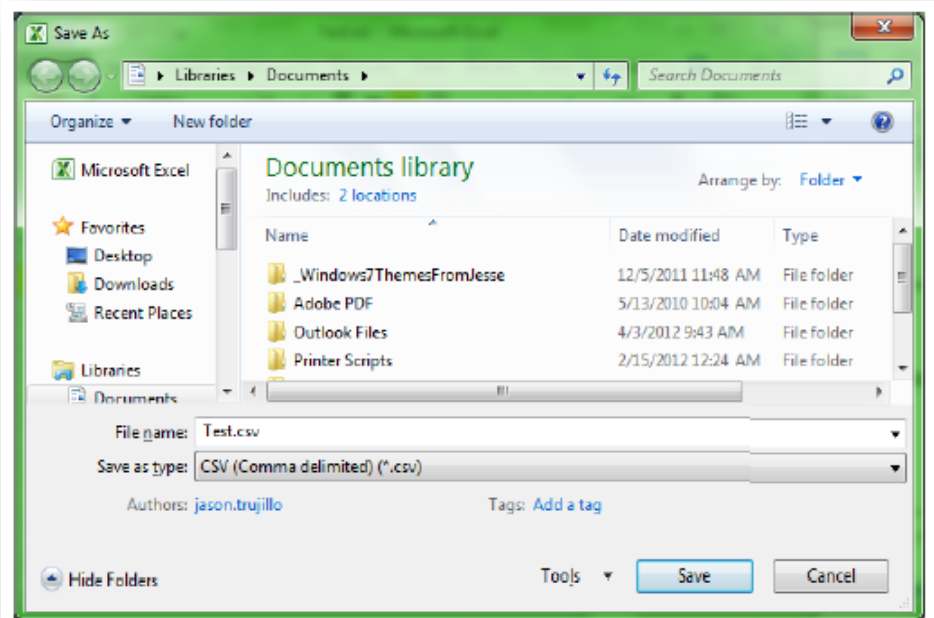 Save As
Libraries Documents Search Documents
Organize New folder
Microsoft Excel
Favorites
Desktop
Downloads
Recent Places
Libraries
Documents
Documents library
Includes: 2 locations
Arrange by: Folder
Name Date modified Type
_Windows7ThemesFromJesse 12/5/2011 11:48 AM File folder
Adobe PDF 5/13/2010 10:04 AM File folder
Outlook Files 4/3/2012 9:43 AM File folder
Printer Scripts 2/15/2012 12:24 AM File folder
File name: Test.csv
Save as type: CSV (Comma delimited) (*.csv)
Authors: jason.trujillo Tags: Add a tag
Hide Folders Tools Save Cancel